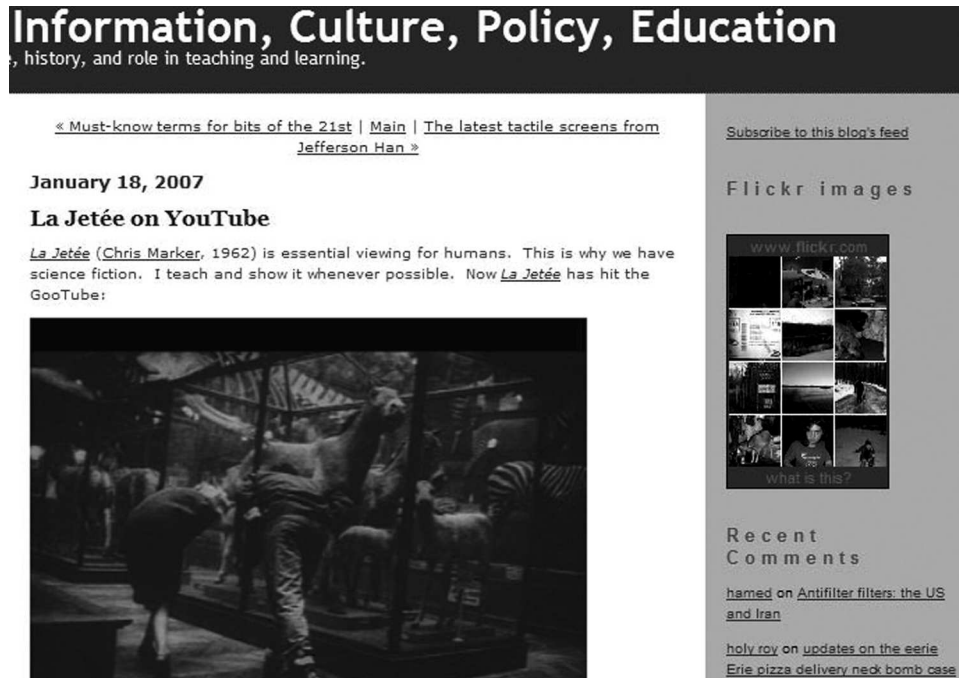 Information, Culture, Policy, Education
, history, and role in teaching and learning.
« Must-know terms for bits of the 21st | Main | The latest tactile screens from
Jefferson Han »
January 18, 2007
La Jetée on YouTube
La Jetée (Chris Marker, 1962) is essential viewing for humans. This is why we have
science fiction. I teach and show it whenever possible. Now La Jetée has hit the
GooTube:
Subscribe to this blog's feed
Flickr images
www.flickr.com
what is this?
Recent
Comments
hamed on Antifilter filters: the US
and Iran
holy roy on updates on the eerie
Erie pizza delivery neck bomb case